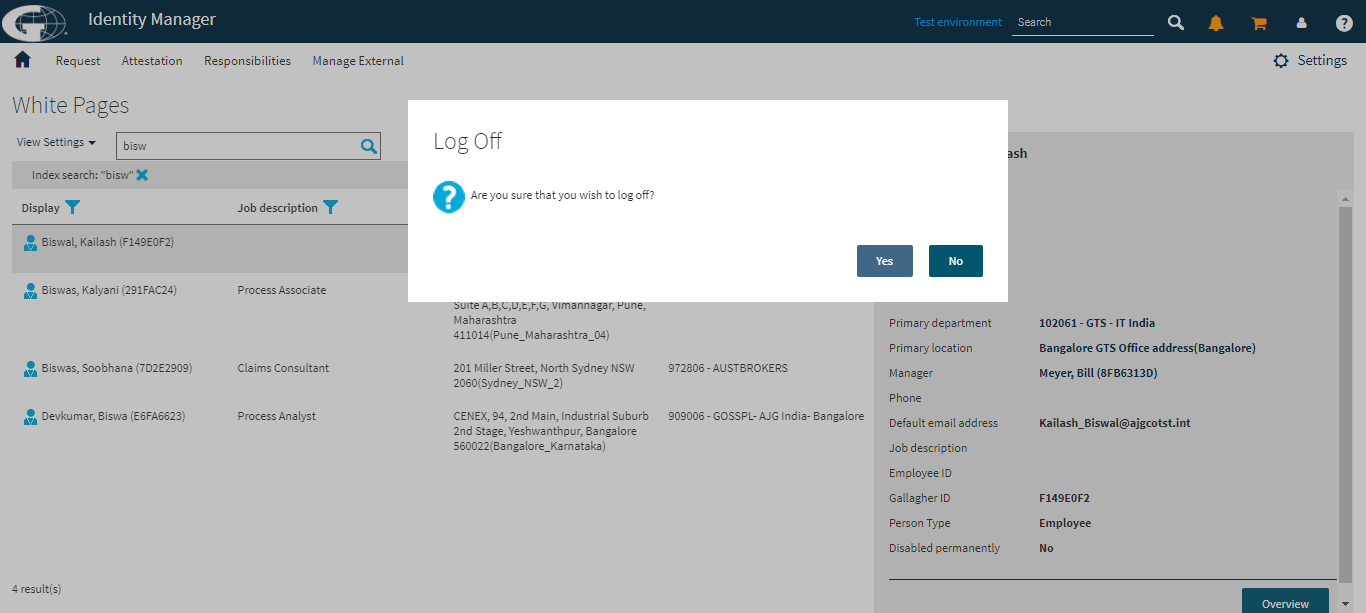 Identity Manager
Test environment
Search
Request
Attestation
Responsibilities
Manage External
Settings
White Pages
View Settings
bisw
Index search: "bisw"
Display
Job description
Biswal, Kailash (F149E0F2)
Biswas, Kalyani (291FAC24)
Process Associate
Suite A,B,C,D,E,F,G, Vimannagar, Pune,
Maharashtra
411014(Pune_Maharashtra_04)
Biswas, Soobhana (7D2E2909)
Claims Consultant
201 Miller Street, North Sydney NSW
2060(Sydney_NSW_2)
972806 - AUSTBROKERS
Devkumar, Biswa (E6FA6623)
Process Analyst
CENEX, 94, 2nd Main, Industrial Suburb
2nd Stage, Yeshwanthpur, Bangalore
560022(Bangalore_Karnataka)
909006 - GOSSPL- AJG India- Bangalore
4 result(s)
Log Off
Are you sure that you wish to log off?
Yes
No
ash
Primary department
102061 - GTS - IT India
Primary location
Bangalore GTS Office address(Bangalore)
Manager
Meyer, Bill (8FB6313D)
Phone
Default email address
Kailash_Biswal@ajgcotst.int
Job description
Employee ID
Gallagher ID
F149E0F2
Person Type
Employee
Disabled permanently
No
Overview